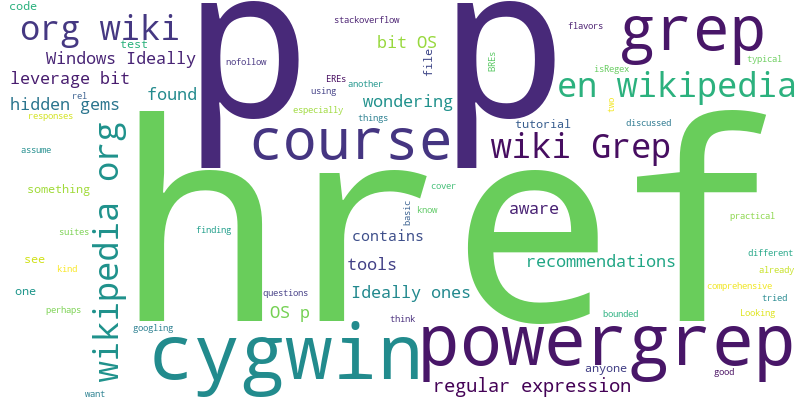 code
org wiki
p p
stackoverflow
flavors
grep
test
Windows Ideally
nofollow
bit OS
file
BREs
isRegex
typical
leverage bit
EREs
another
en wikipedia
rel
hidden gems
found
using
wondering
especially
things
two
responses
course
tutorial
discussed
wikipedia org
wiki Grep
assume
href
something
cover
aware
basic
know
practical
suites
finding
contains
see
kind
tools
recommendations
different
already
tried
one
questions
Ideally ones
comprehensive
perhaps
OS p
think
bounded
Looking
googling
cygwin
powergrep
anyone
good
want
regular expression